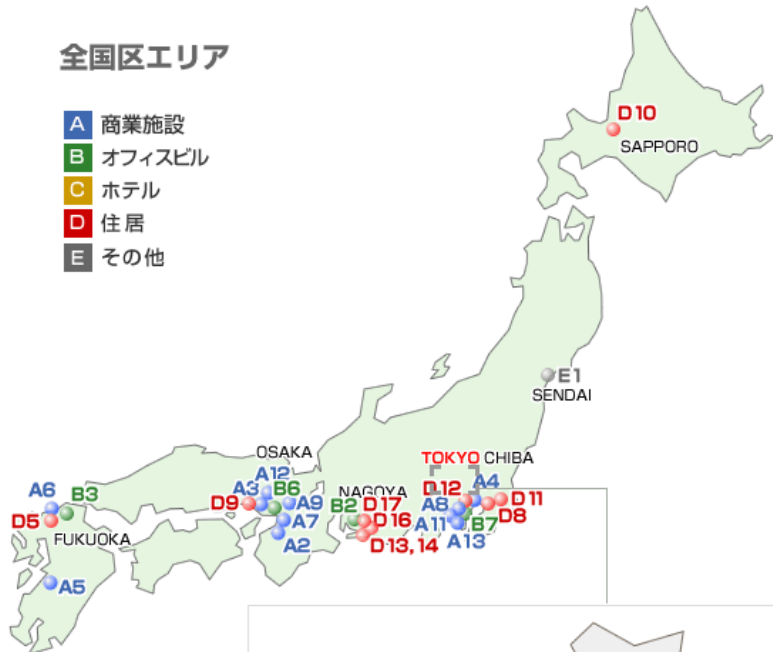 全国区エリア
A 商業施設
B オフィスビル
C ホテル
D 住居
E その他
D10
SAPPORO
E1
SENDAI
OSAKA
TOKYO CHIBA
A12
A6
B3
A3
B6
D9
A9
NAGOYA
D17
B2
D12
A4
D11
A8
D5
A7
D16
A11
B7
D8
FUKUOKA
A2
D13, 14
A13
A5